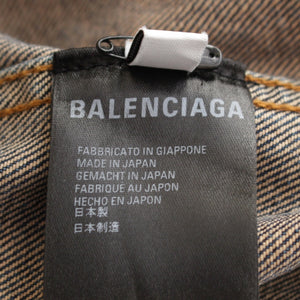 BALENCIAGA
FABBRICATO IN GIAPPONE
MADE IN JAPAN
GEMACHT IN JAPAN
FABRIQUÉ AU JAPON
HECHO EN JAPON
日本製
日本制造